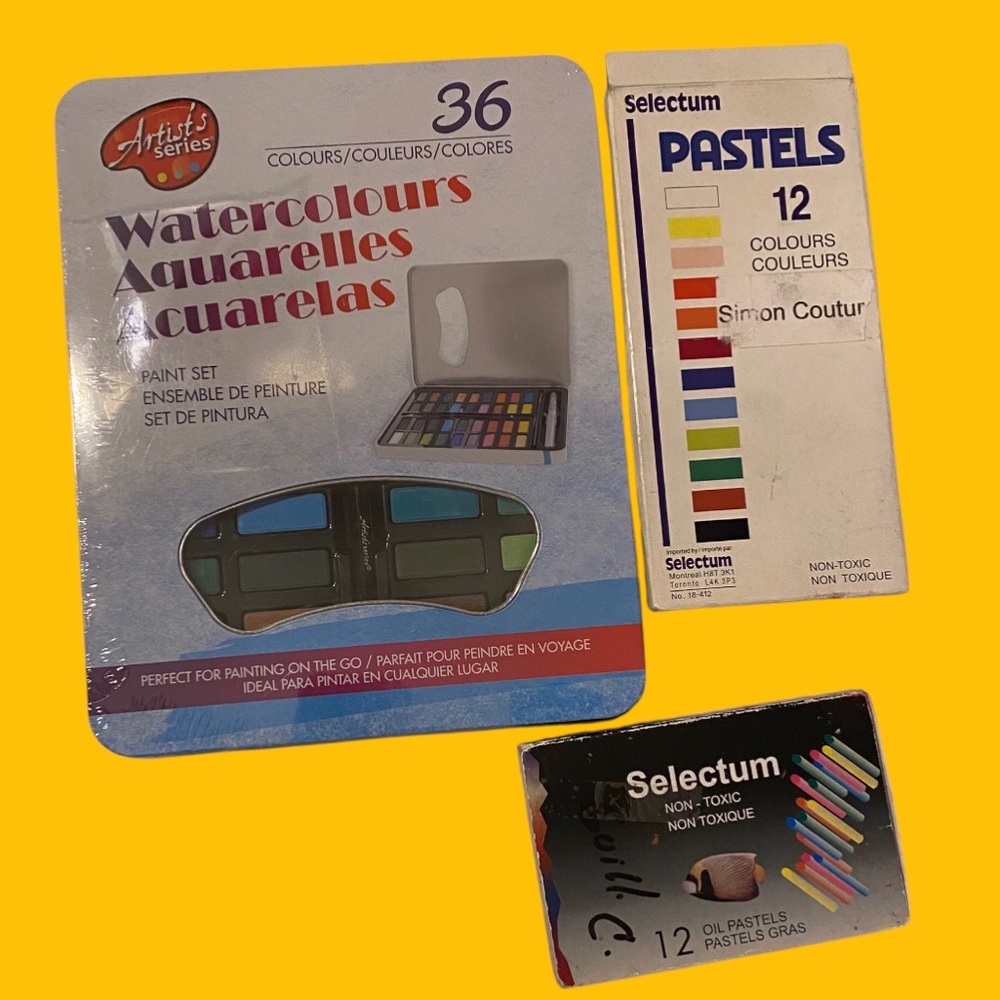 Artist's
series
36
COLOURS/COULEURS/COLORES
Watercolours
Aquarelles
Acuarelas
PAINT SET
ENSEMBLE DE PEINTURE
SET DE PINTURA
PERFECT FOR PAINTING ON THE GO / PARFAIT POUR PEINDRE EN VOYAGE
IDEAL PARA PINTAR EN CUALQUIER LUGAR
Selectum
PASTELS
12
COLOURS
COULEURS
Simon Coutur
Imported by / Importé par
Selectum
Montreal H8T 3K1
Toronto L4K 3P3
No. 18-412
NON-TOXIC
NON TOXIQUE
Selectum
NON - TOXIC
NON TOXIQUE
C.
12
OIL PASTELS
PASTELS GRAS